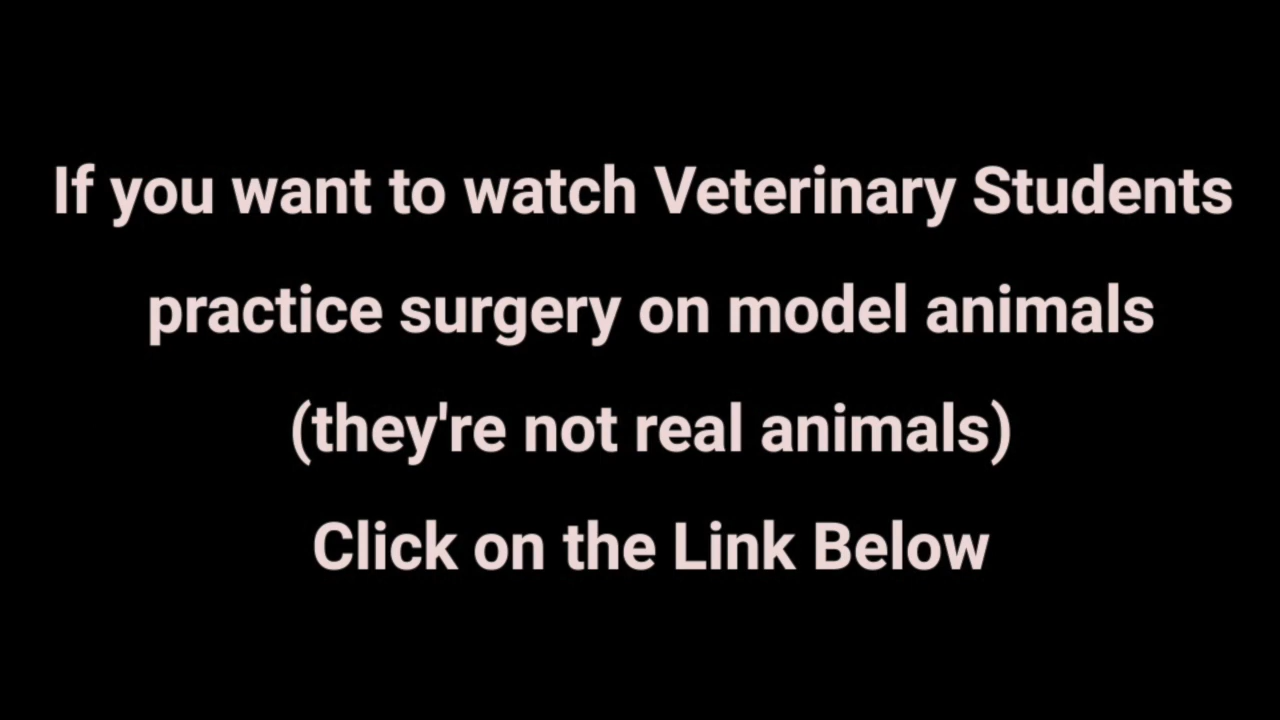 If you want to watch Veterinary Students
practice surgery on model animals
(they're not real animals)
Click on the Link Below